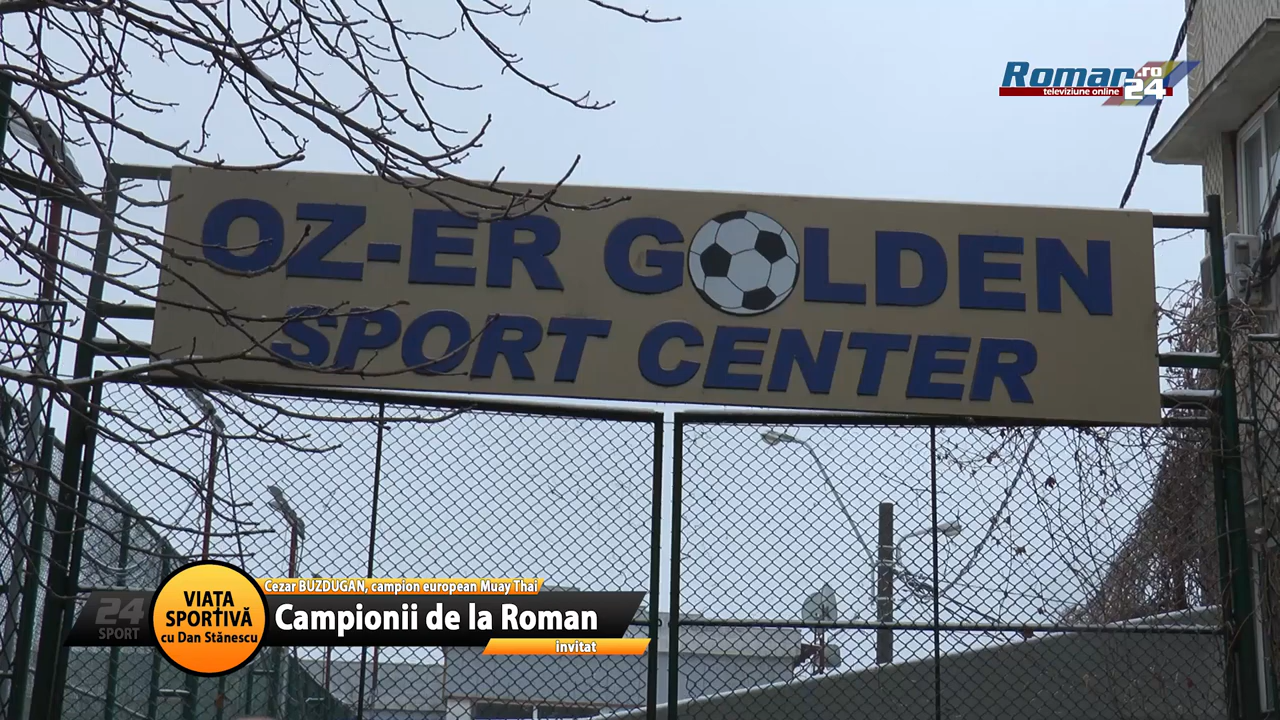 Roman .ro
24
televiziune online
OZ-ER GOLDEN
SPORT CENTER
Cezar BUZDUGAN, campion european Muay Thai
Campionii de la Roman
invitat
24
SPORT
VIATA
SPORTIVĂ
cu Dan Stănescu